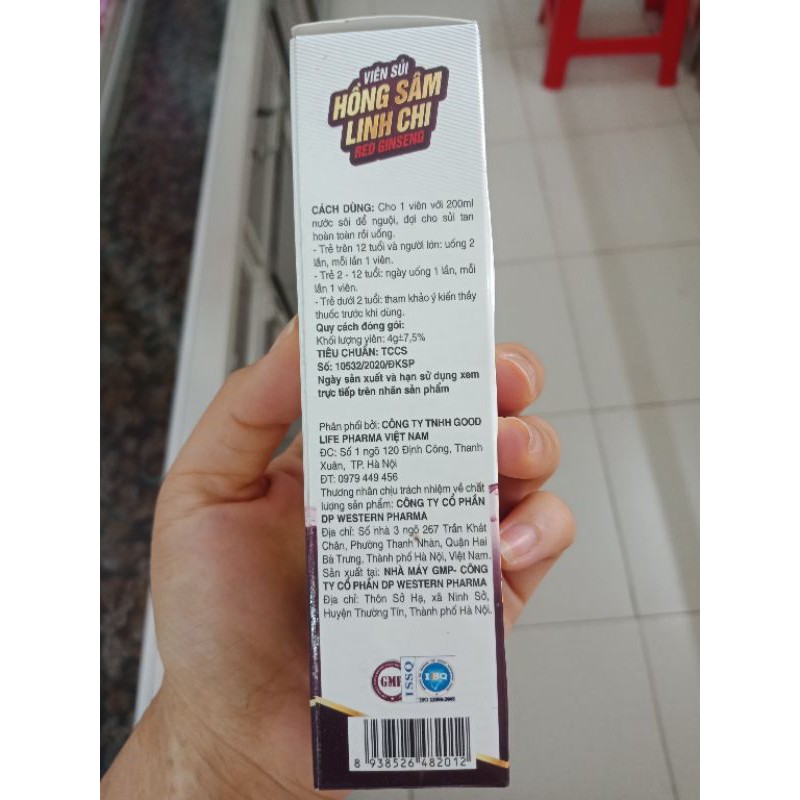 VIÊN SỦI
HỒNG SÂM
LINH CHI
RED GINSENG
CÁCH DÙNG: Cho 1 viên với 200ml
nước sôi để nguội, đợi cho sủi tan
hoàn toàn rồi uống.
- Trẻ trên 12 tuổi và người lớn: uống 2
lần, mỗi lần 1 viên.
- Trẻ 2 - 12 tuổi: ngày uống 1 lần, mỗi
lần 1 viên.
- Trẻ dưới 2 tuổi: tham khảo ý kiến thầy
thuốc trước khi dùng.
Quy cách đóng gói:
Khối lượng viên: 4g±7,5%
TIÊU CHUẨN: TCCS
Số: 10532/2020/ĐKSP
Ngày sản xuất và hạn sử dụng xem
trực tiếp trên nhãn sản phẩm
Phân phối bởi: CÔNG TY TNHH GOOD
LIFE PHARMA VIỆT NAM
ĐC: Số 1 ngõ 120 Định Công, Thanh
Xuân, TP. Hà Nội
ĐT: 0979 449 456
Thương nhân chịu trách nhiệm về chất
lượng sản phẩm: CÔNG TY CỔ PHẦN
DP WESTERN PHARMA
Địa chỉ: Số nhà 3 ngõ 267 Trần Khát
Chân, Phường Thanh Nhàn, Quận Hai
Bà Trưng, Thành phố Hà Nội, Việt Nam.
Sản xuất tại: NHÀ MÁY GMP- CÔNG
TY CỔ PHẦN DP WESTERN PHARMA
Địa chỉ: Thôn Sở Hạ, xã Ninh Sở,
Huyện Thường Tín, Thành phố Hà Nội.
GMP
ISSQ
8 938526 482012